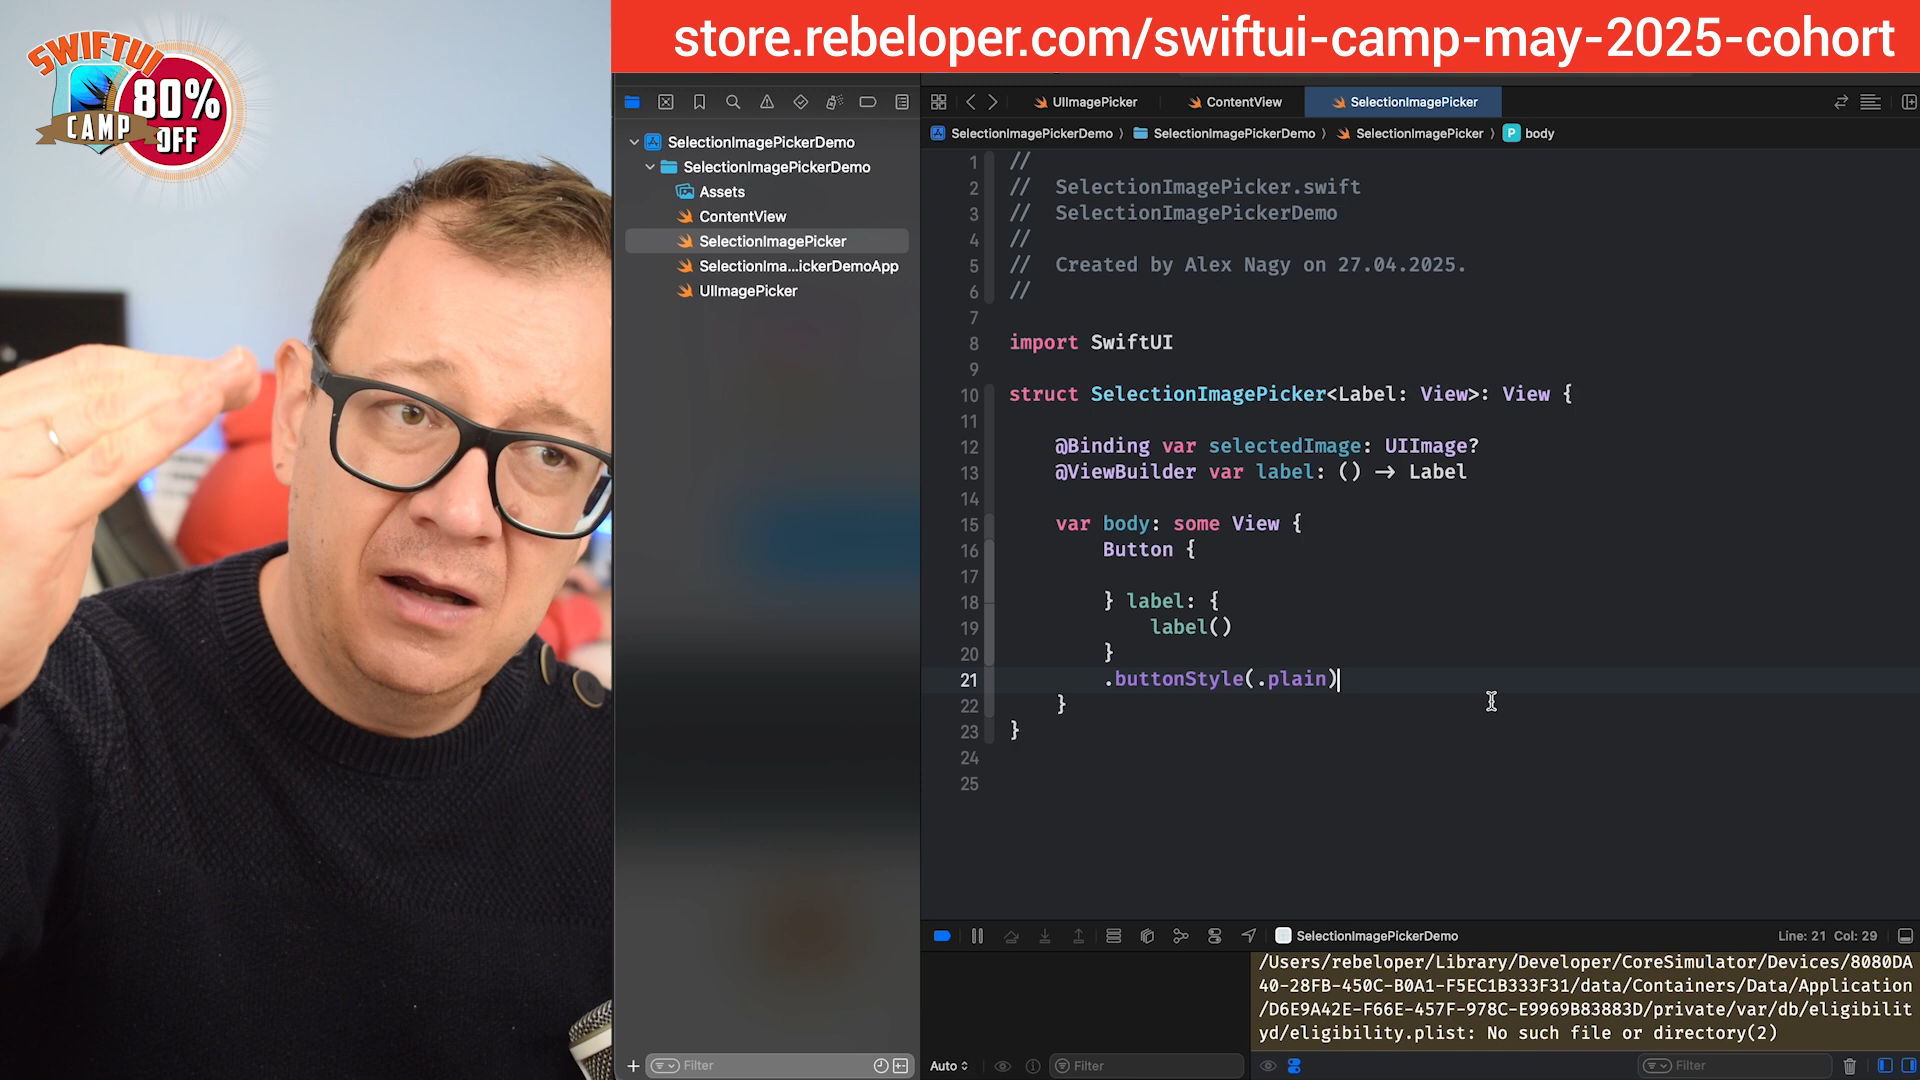 store.rebeloper.com/swiftui-camp-may-2025-cohort
SWIFTUI
CAMP
80%
OFF
UIImagePicker
ContentView
SelectionImagePicker
SelectionImagePickerDemo
SelectionImagePickerDemo
SelectionImagePicker
body
SelectionImagePickerDemo
SelectionImagePickerDemo
Assets
ContentView
SelectionImagePicker
SelectionIma...ickerDemoApp
UIImagePicker
1 //
2 // SelectionImagePicker.swift
3 // SelectionImagePickerDemo
4 //
5 // Created by Alex Nagy on 27.04.2025.
6 //
7
8 import SwiftUI
9
10 struct SelectionImagePicker<Label: View>: View {
11
12 @Binding var selectedImage: UIImage?
13 @ViewBuilder var label: () -> Label
14
15 var body: some View {
16 Button {
17
18 } label: {
19 label()
20 }
21 .buttonStyle(.plain)
22 }
23 }
24
25
SelectionImagePickerDemo
Line: 21 Col: 29
/Users/rebeloper/Library/Developer/CoreSimulator/Devices/8080DA
40-28FB-450C-B0A1-F5EC1B333F31/data/Containers/Data/Application
/D6E9A42E-F66E-457F-978C-E9969B83883D/private/var/db/eligibilit
yd/eligibility.plist: No such file or directory(2)
Filter
Auto
Filter
Filter